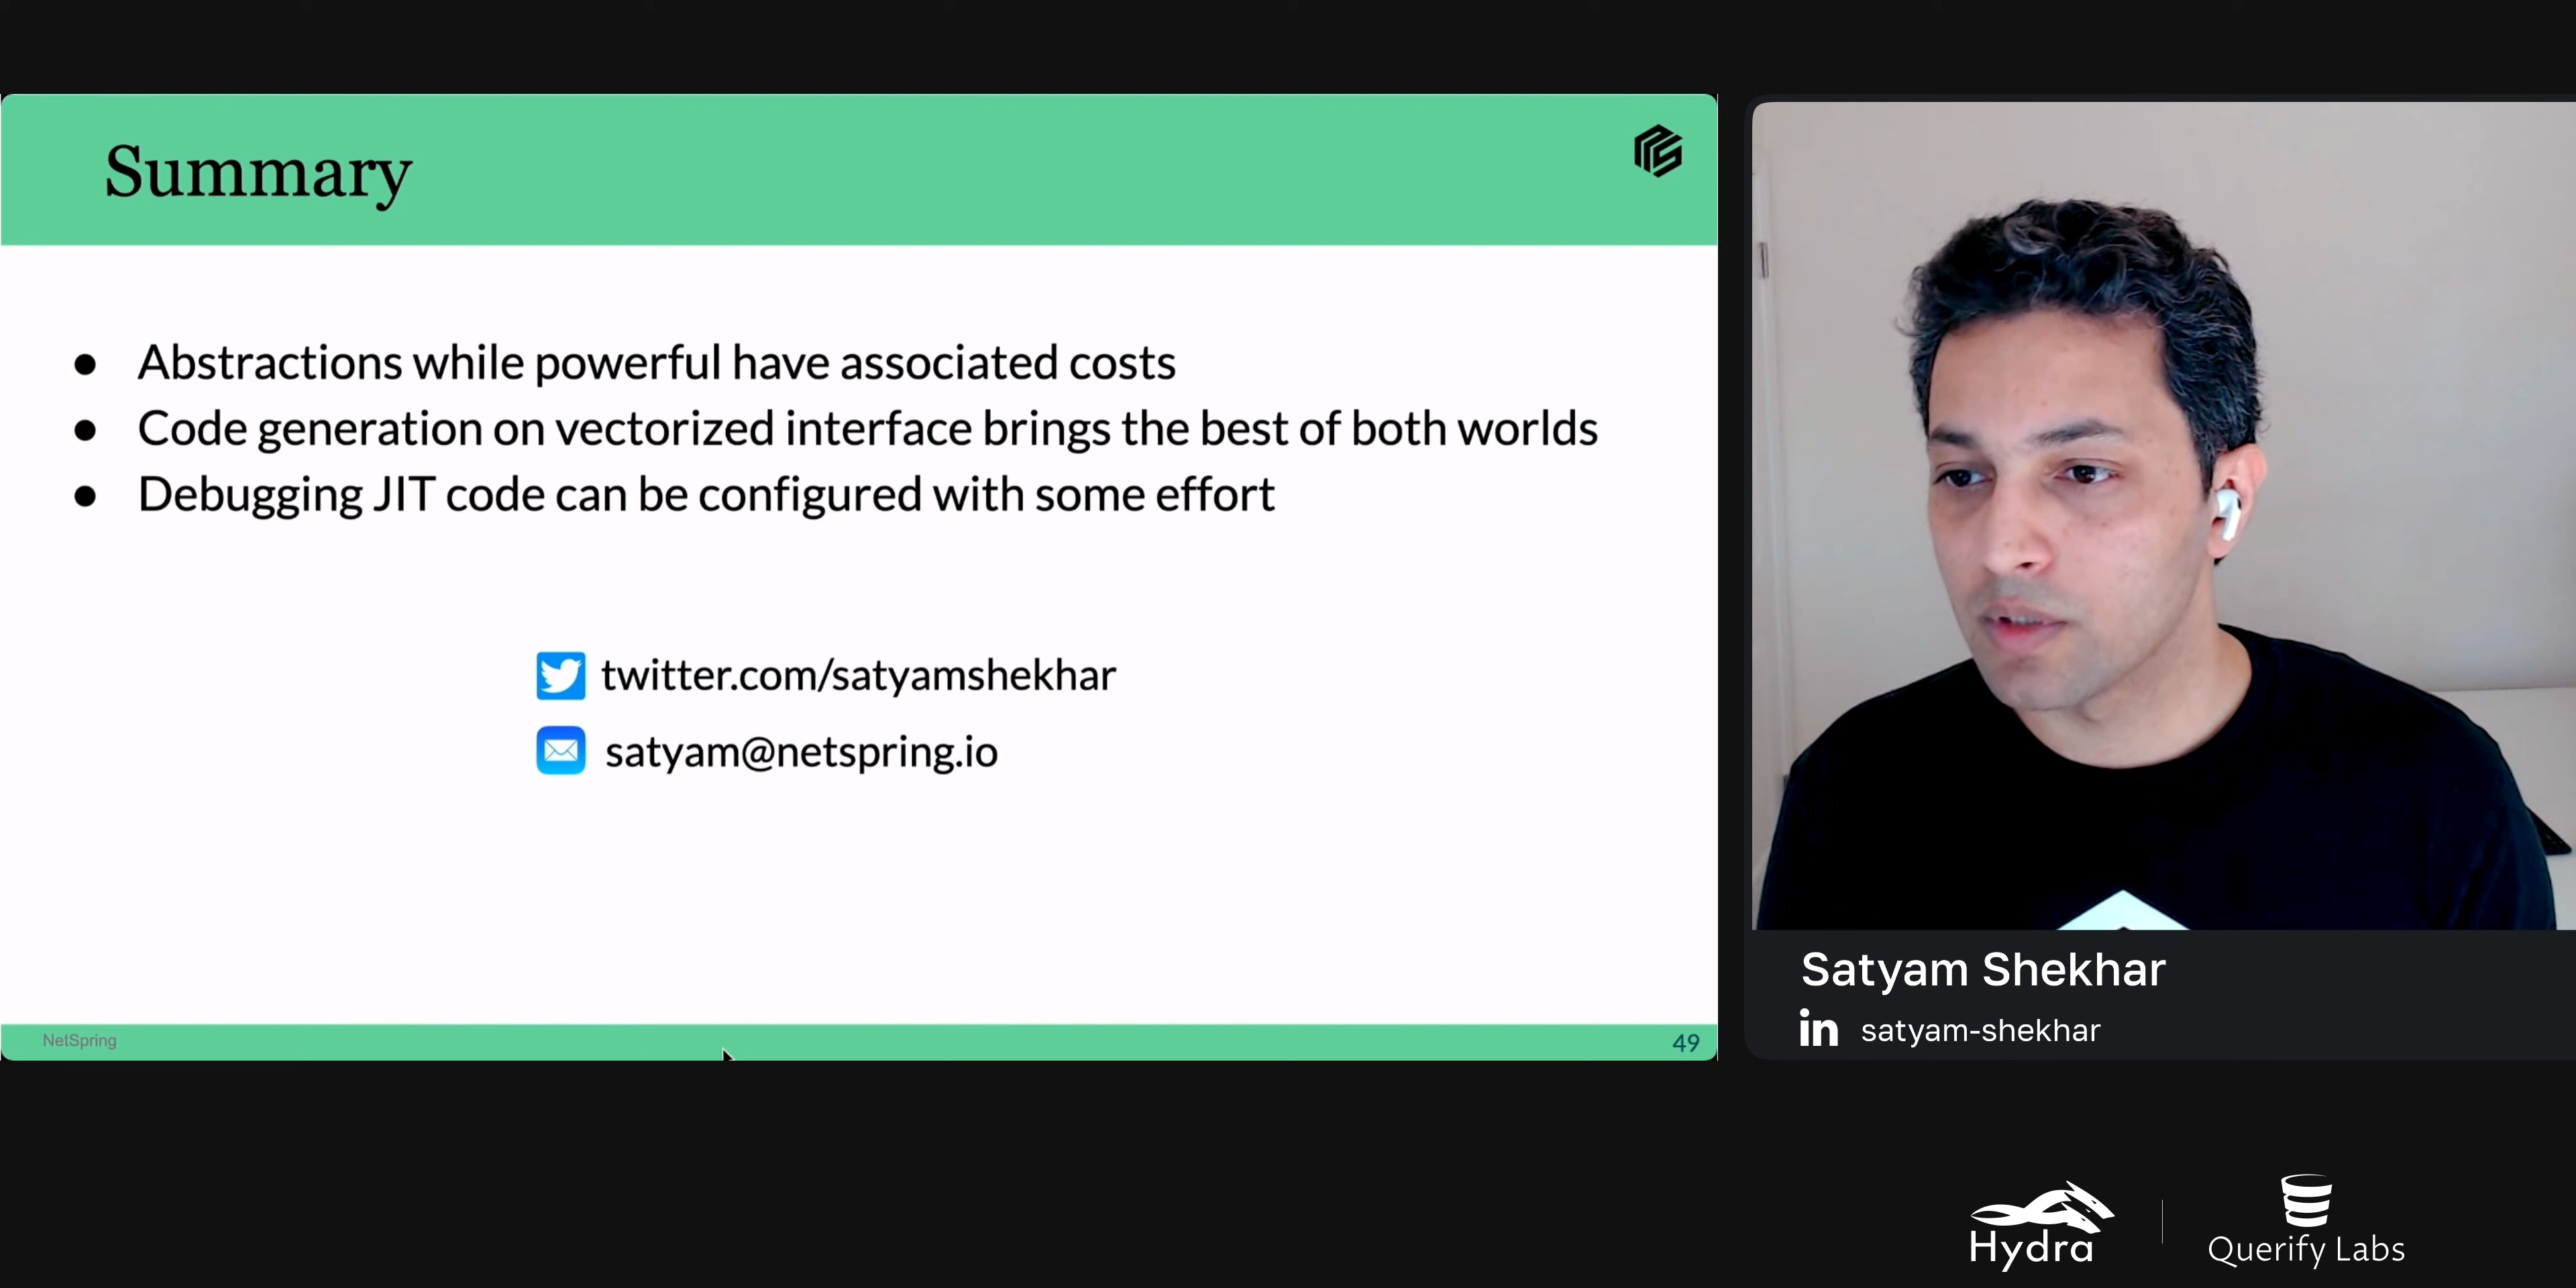 Summary
● Abstractions while powerful have associated costs
● Code generation on vectorized interface brings the best of both worlds
● Debugging JIT code can be configured with some effort
twitter.com/satyamshekhar
satyam@netspring.io
NetSpring
49
Satyam Shekhar
in satyam-shekhar
Hydra
Querify Labs